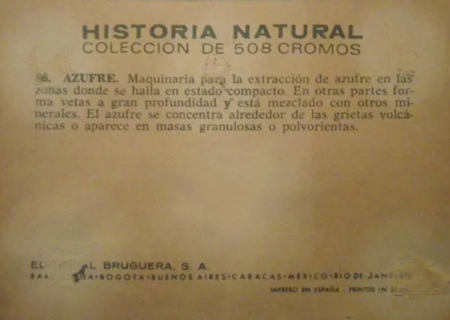 HISTORIA NATURAL
COLECCION DE 508 CROMOS
AZUFRE. Maquinaria para la extracción de azufre en las
zonas donde se halla en estado compacto. En otras partes for
ma vetas a gran profundidad y está mezclado con otros mi-
nerales. El azufre se concentra alrededor de las grietas volcá-
nicas o aparece en masas granulosas o polvorientas.
BRUGUERA, S. A.
BOGOTA • BUENOS AIRES • CARACAS • MEXICO • RIO DE
IMPRESO EN ESPAÑA - PRINTED IN